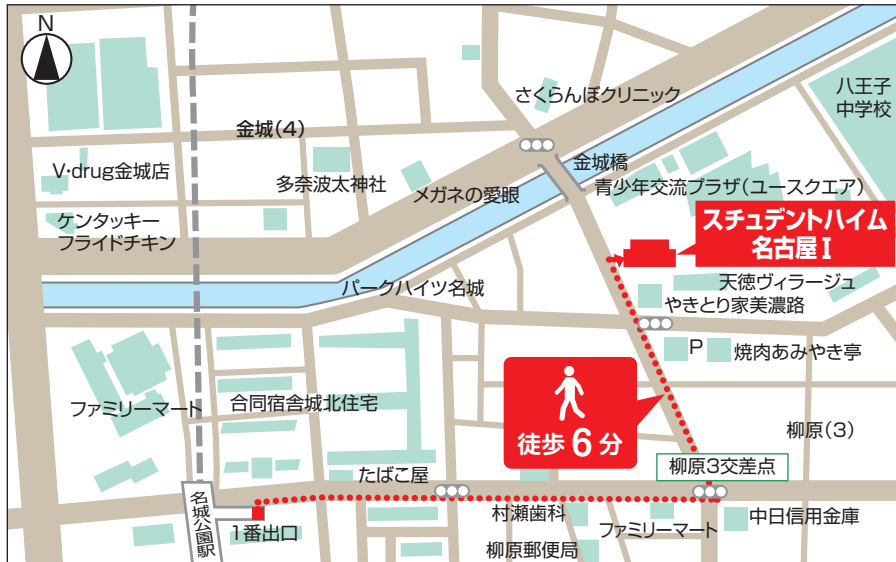 N
さくらんぼクリニック
八王子
中学校
金城(4)
金城橋
V・drug金城店
多奈波太神社
メガネの愛眼
青少年交流プラザ(ユースクエア)
ケンタッキー
フライドチキン
スチュデントハイム
名古屋Ⅰ
パークハイツ名城
天徳ヴィラージュ
やきとり家美濃路
P
焼肉あみやき亭
ファミリーマート
合同宿舎城北住宅
徒歩6分
柳原(3)
柳原3交差点
たばこ屋
名城公園駅
1番出口
村瀬歯科
ファミリーマート
中日信用金庫
柳原郵便局